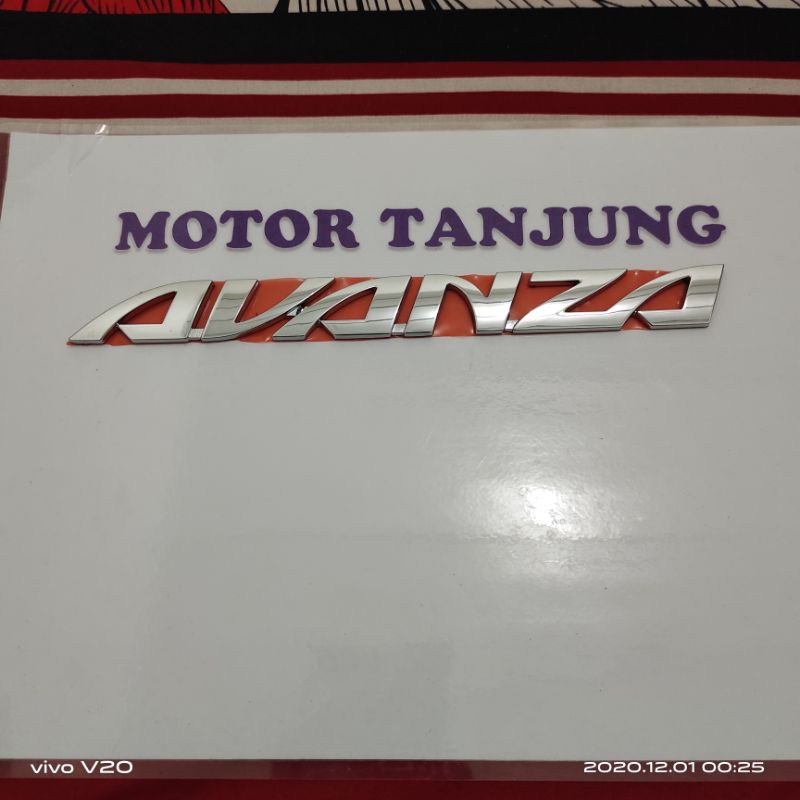 MOTOR TANJUNG
AVANZA
vivo V20
2020.12.01 00:25